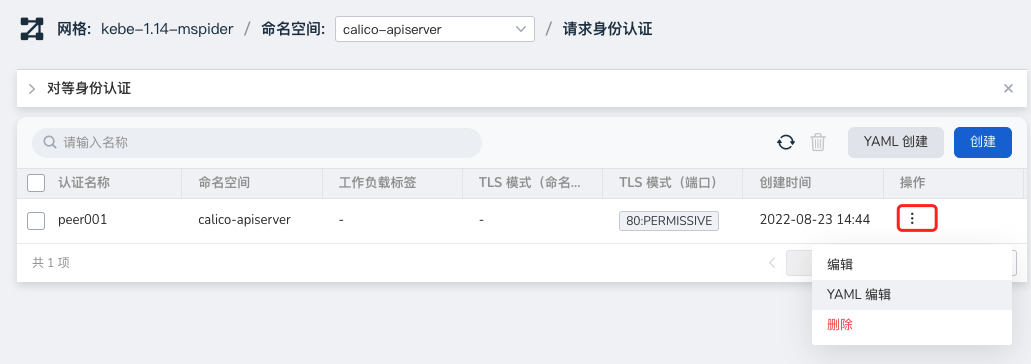 网格: kebe-1.14-mspider / 命名空间: calico-apiserver / 请求身份认证
对等身份认证
请输入名称
YAML 创建 创建
认证名称 命名空间 工作负载标签 TLS 模式（命名... TLS 模式（端口） 创建时间 操作
peer001 calico-apiserver - - 80:PERMISSIVE 2022-08-23 14:44
共 1 项
编辑
YAML 编辑
删除